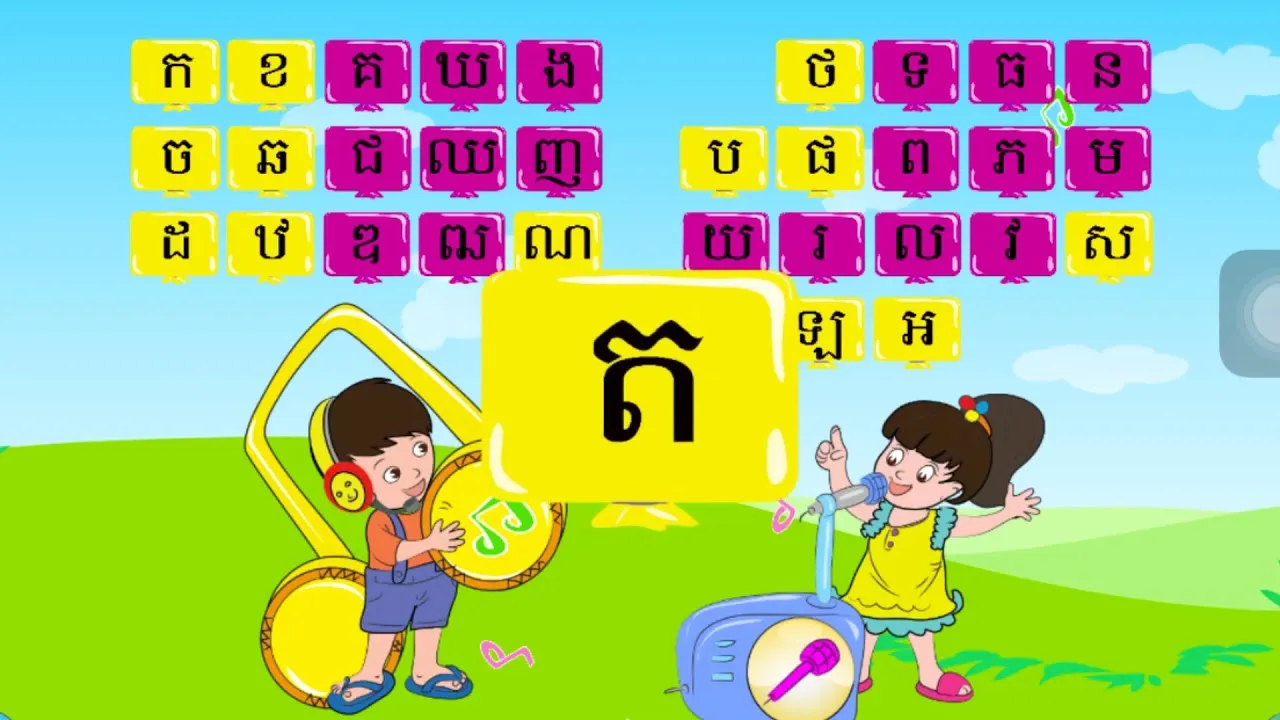 ក ខ គ ឃ ង
ច ឆ ជ ឈ ញ
ដ ឋ ឌ ឍ ណ
ត
ថ ទ ធ ន
ប ផ ព ភ ម
យ រ ល វ ស
ឡ អ